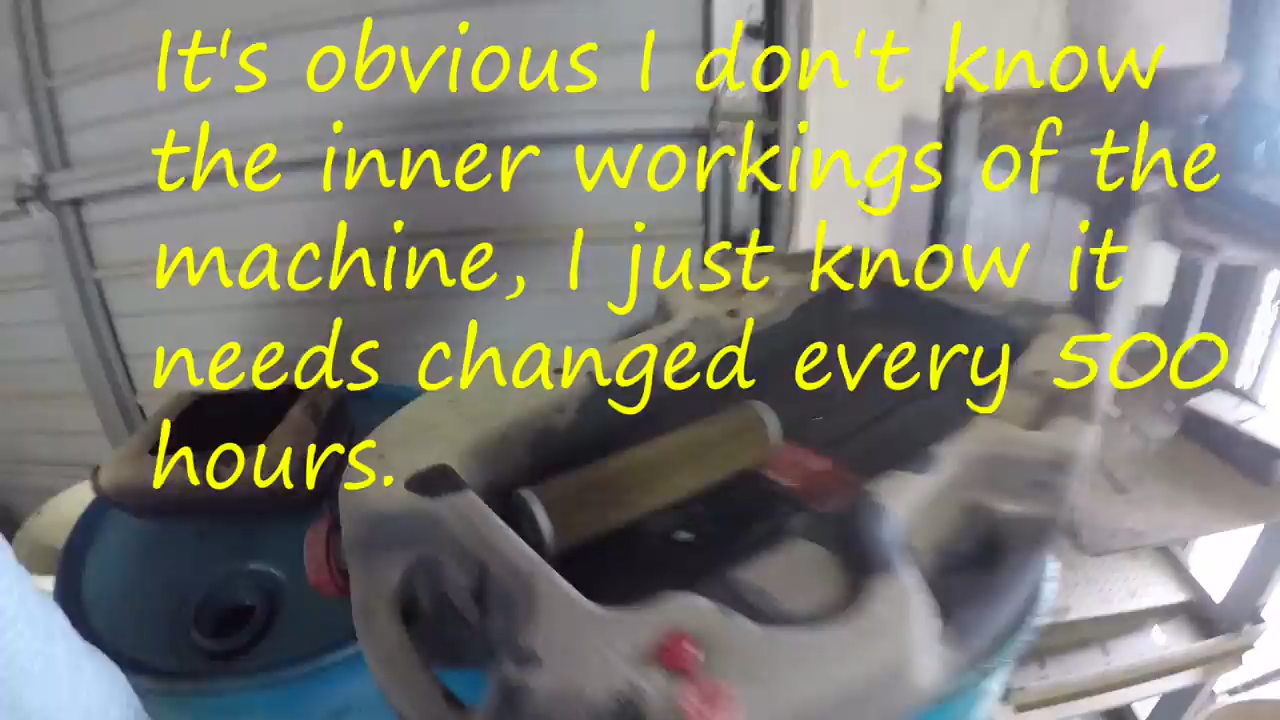 It's obvious I don't know
the inner workings of the
machine, I just know it
needs changed every 500
hours.